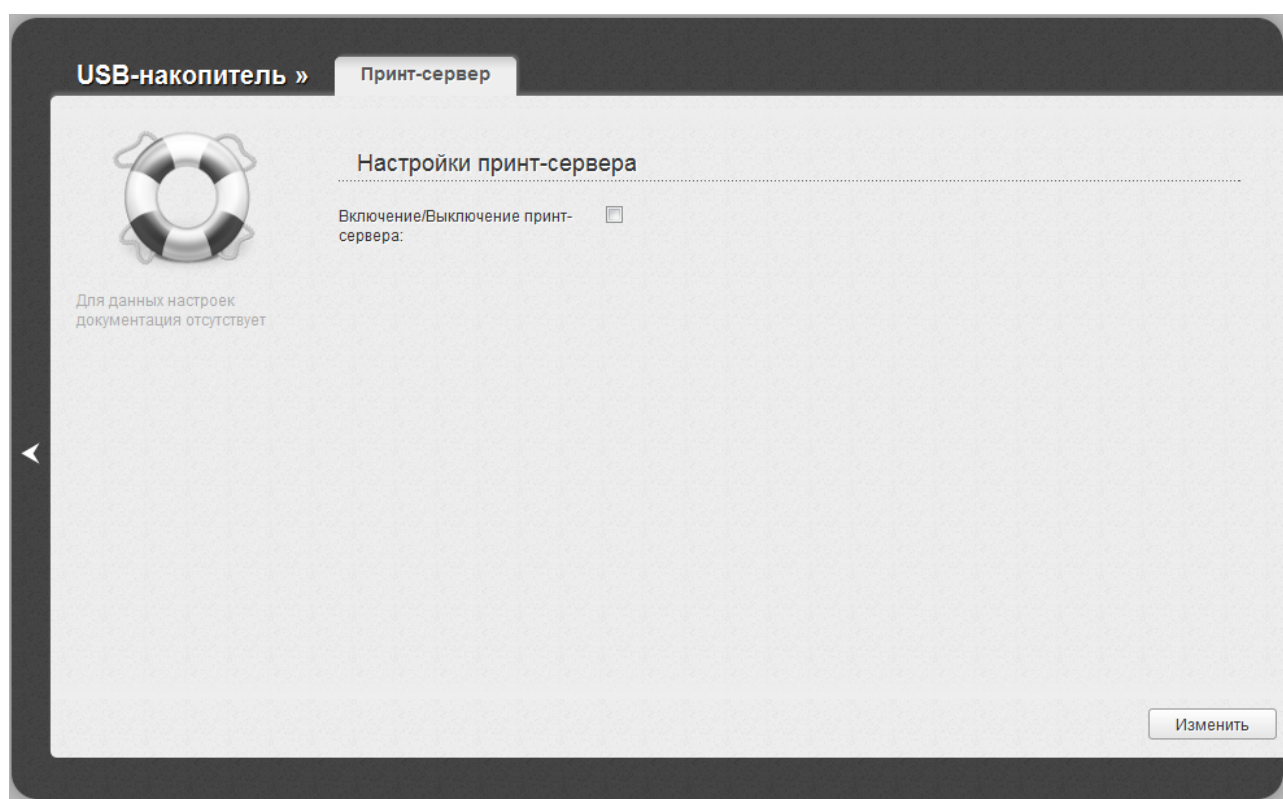 USB-накопитель »
Принт-сервер
Настройки принт-сервера
Включение/Выключение принт-
сервера:
Для данных настроек
документация отсутствует
Изменить